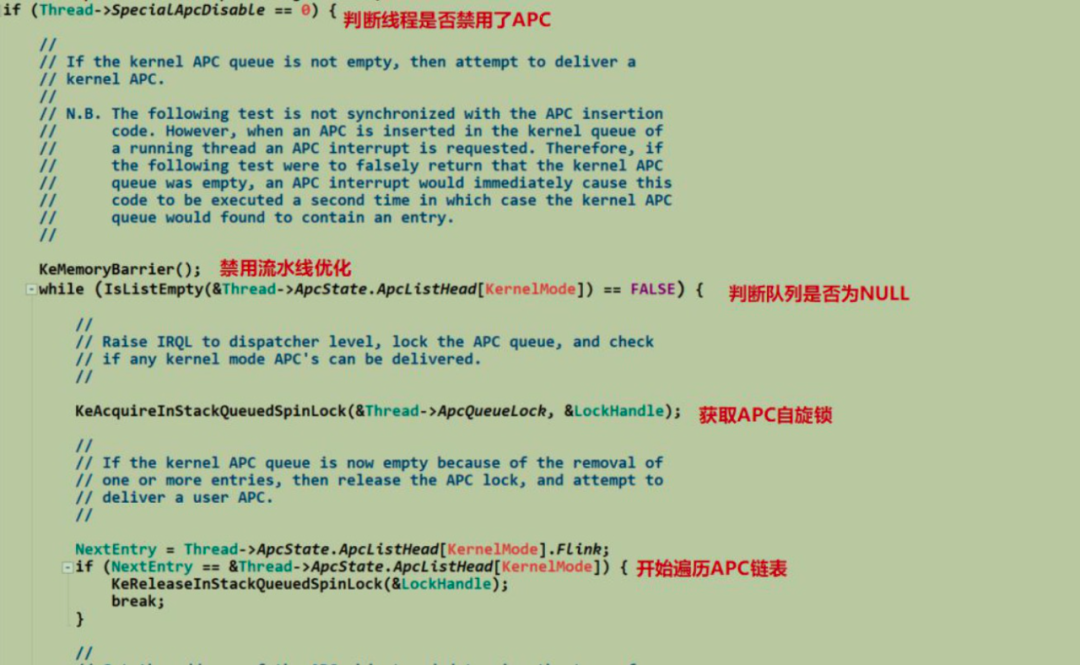 if (Thread->SpecialApcDisable == 0) { 判断线程是否禁用了APC
//
// If the kernel APC queue is not empty, then attempt to deliver a
// kernel APC.
//
// N.B. The following test is not synchronized with the APC insertion
// code. However, when an APC is inserted in the kernel queue of
// a running thread an APC interrupt is requested. Therefore, if
// the following test were to falsely return that the kernel APC
// queue was empty, an APC interrupt would immediately cause this
// code to be executed a second time in which case the kernel APC
// queue would found to contain an entry.
//
KeMemoryBarrier(); 禁用流水线优化
while (IsListEmpty(&Thread->ApcState.ApcListHead[KernelMode]) == FALSE) { 判断队列是否为NULL
//
// Raise IRQL to dispatcher level, lock the APC queue, and check
// if any kernel mode APC's can be delivered.
//
KeAcquireInStackQueuedSpinLock(&Thread->ApcQueueLock, &LockHandle); 获取APC自旋锁
//
// If the kernel APC queue is now empty because of the removal of
// one or more entries, then release the APC lock, and attempt to
// deliver a user APC.
//
NextEntry = Thread->ApcState.ApcListHead[KernelMode].Flink;
if (NextEntry == &Thread->ApcState.ApcListHead[KernelMode]) { 开始遍历APC链表
KeReleaseInStackQueuedSpinLock(&LockHandle);
break;
}
//